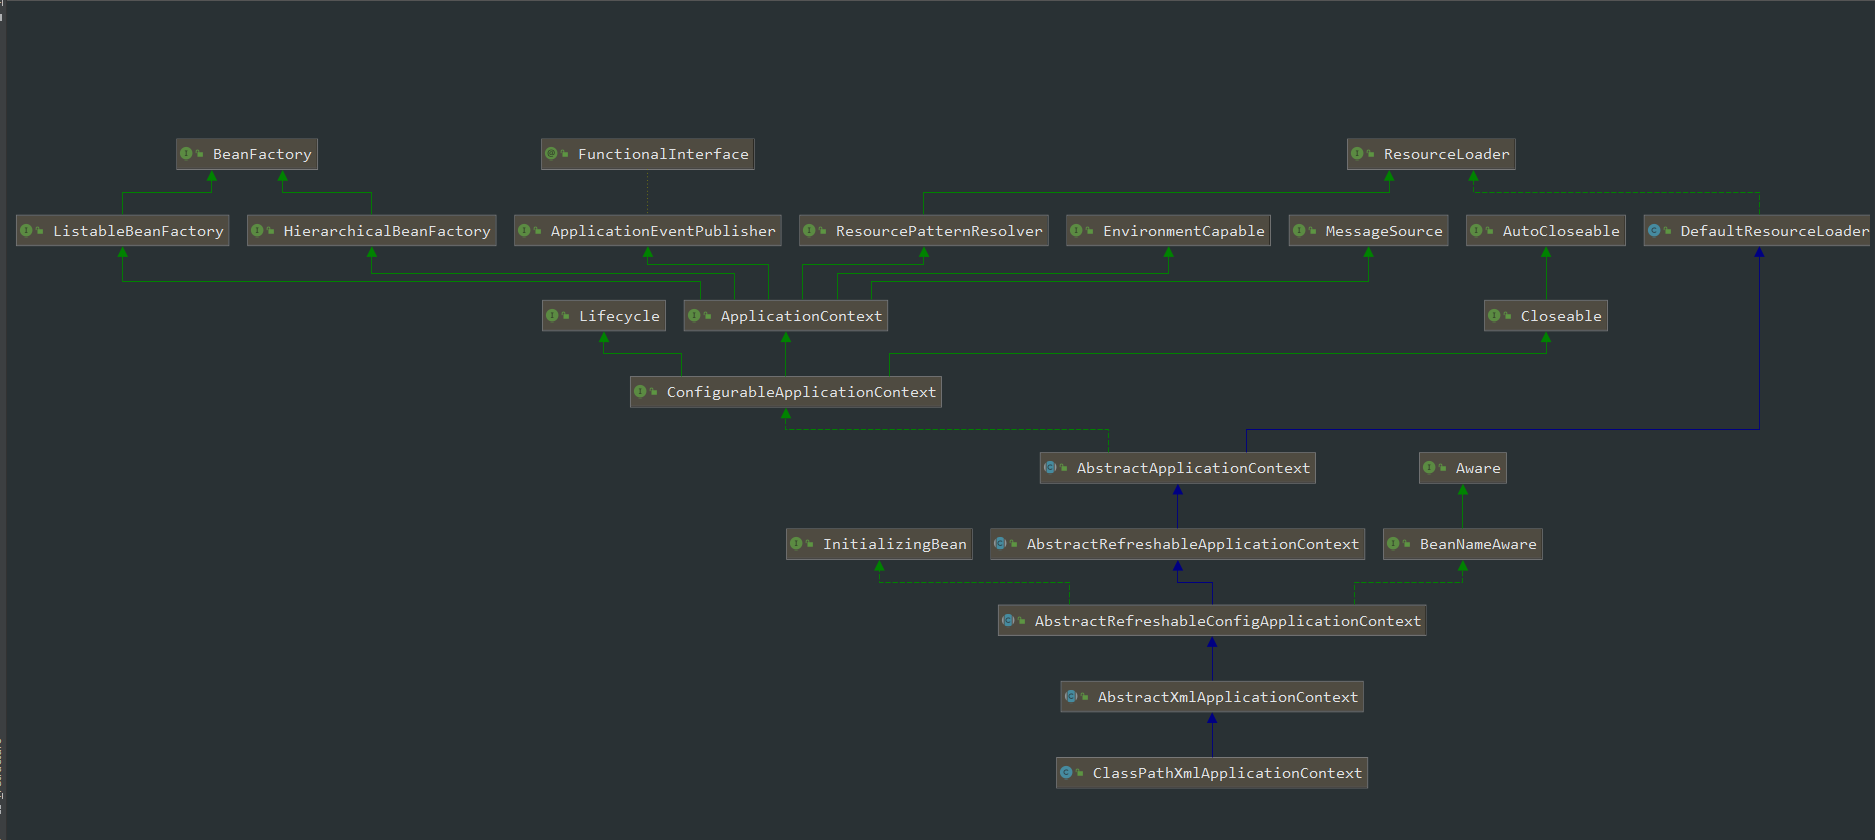 BeanFactory
FunctionalInterface
ResourceLoader
ListableBeanFactory
HierarchicalBeanFactory
ApplicationEventPublisher
ResourcePatternResolver
EnvironmentCapable
MessageSource
AutoCloseable
DefaultResourceLoader
Lifecycle
ApplicationContext
Closeable
ConfigurableApplicationContext
AbstractApplicationContext
Aware
InitializingBean
AbstractRefreshableApplicationContext
BeanNameAware
AbstractRefreshableConfigApplicationContext
AbstractXmlApplicationContext
ClassPathXmlApplicationContext